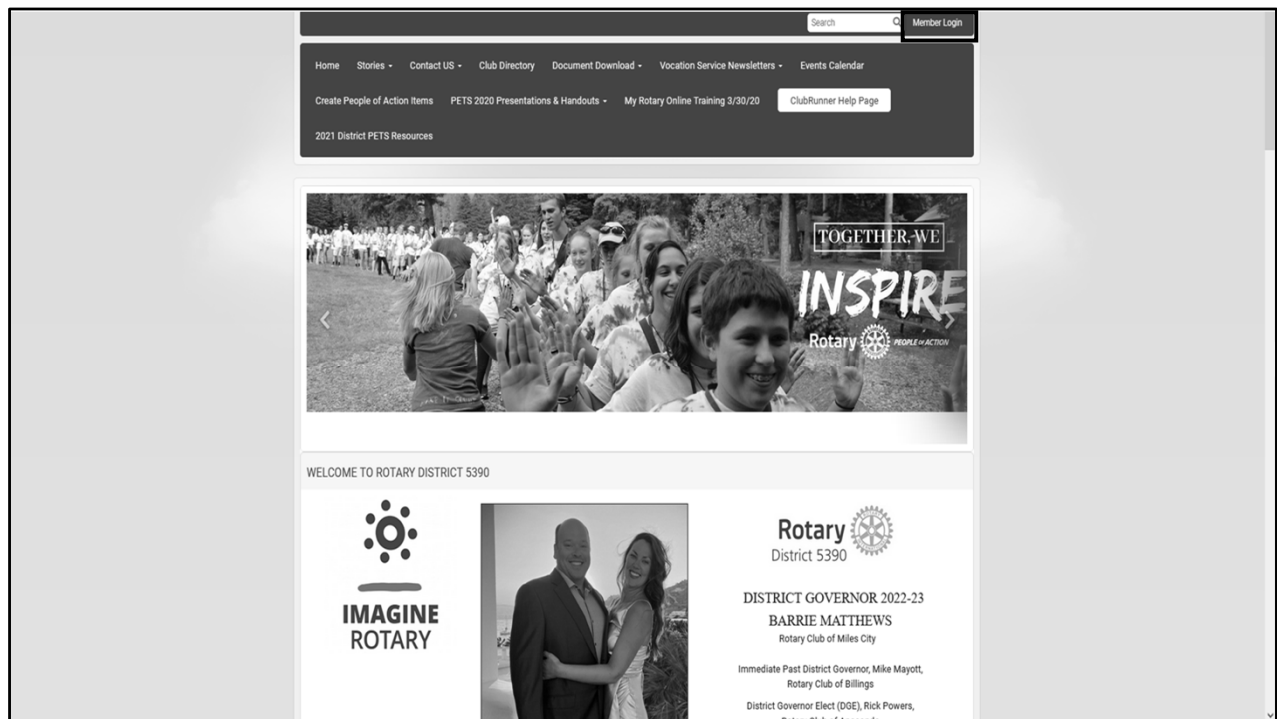 Search Member Login
Home Stories Contact US Club Directory Document Download Vocation Service Newsletters Events Calendar
Create People of Action Items PETS 2020 Presentations & Handouts My Rotary Online Training 3/30/20 ClubRunner Help Page
2021 District PETS Resources
TOGETHER, WE
INSPIRE
Rotary PEOPLE OF ACTION
WELCOME TO ROTARY DISTRICT 5390
IMAGINE
ROTARY
Rotary
District 5390
DISTRICT GOVERNOR 2022-23
BARRIE MATTHEWS
Rotary Club of Miles City
Immediate Past District Governor, Mike Mayott,
Rotary Club of Billings
District Governor Elect (DGE), Rick Powers,